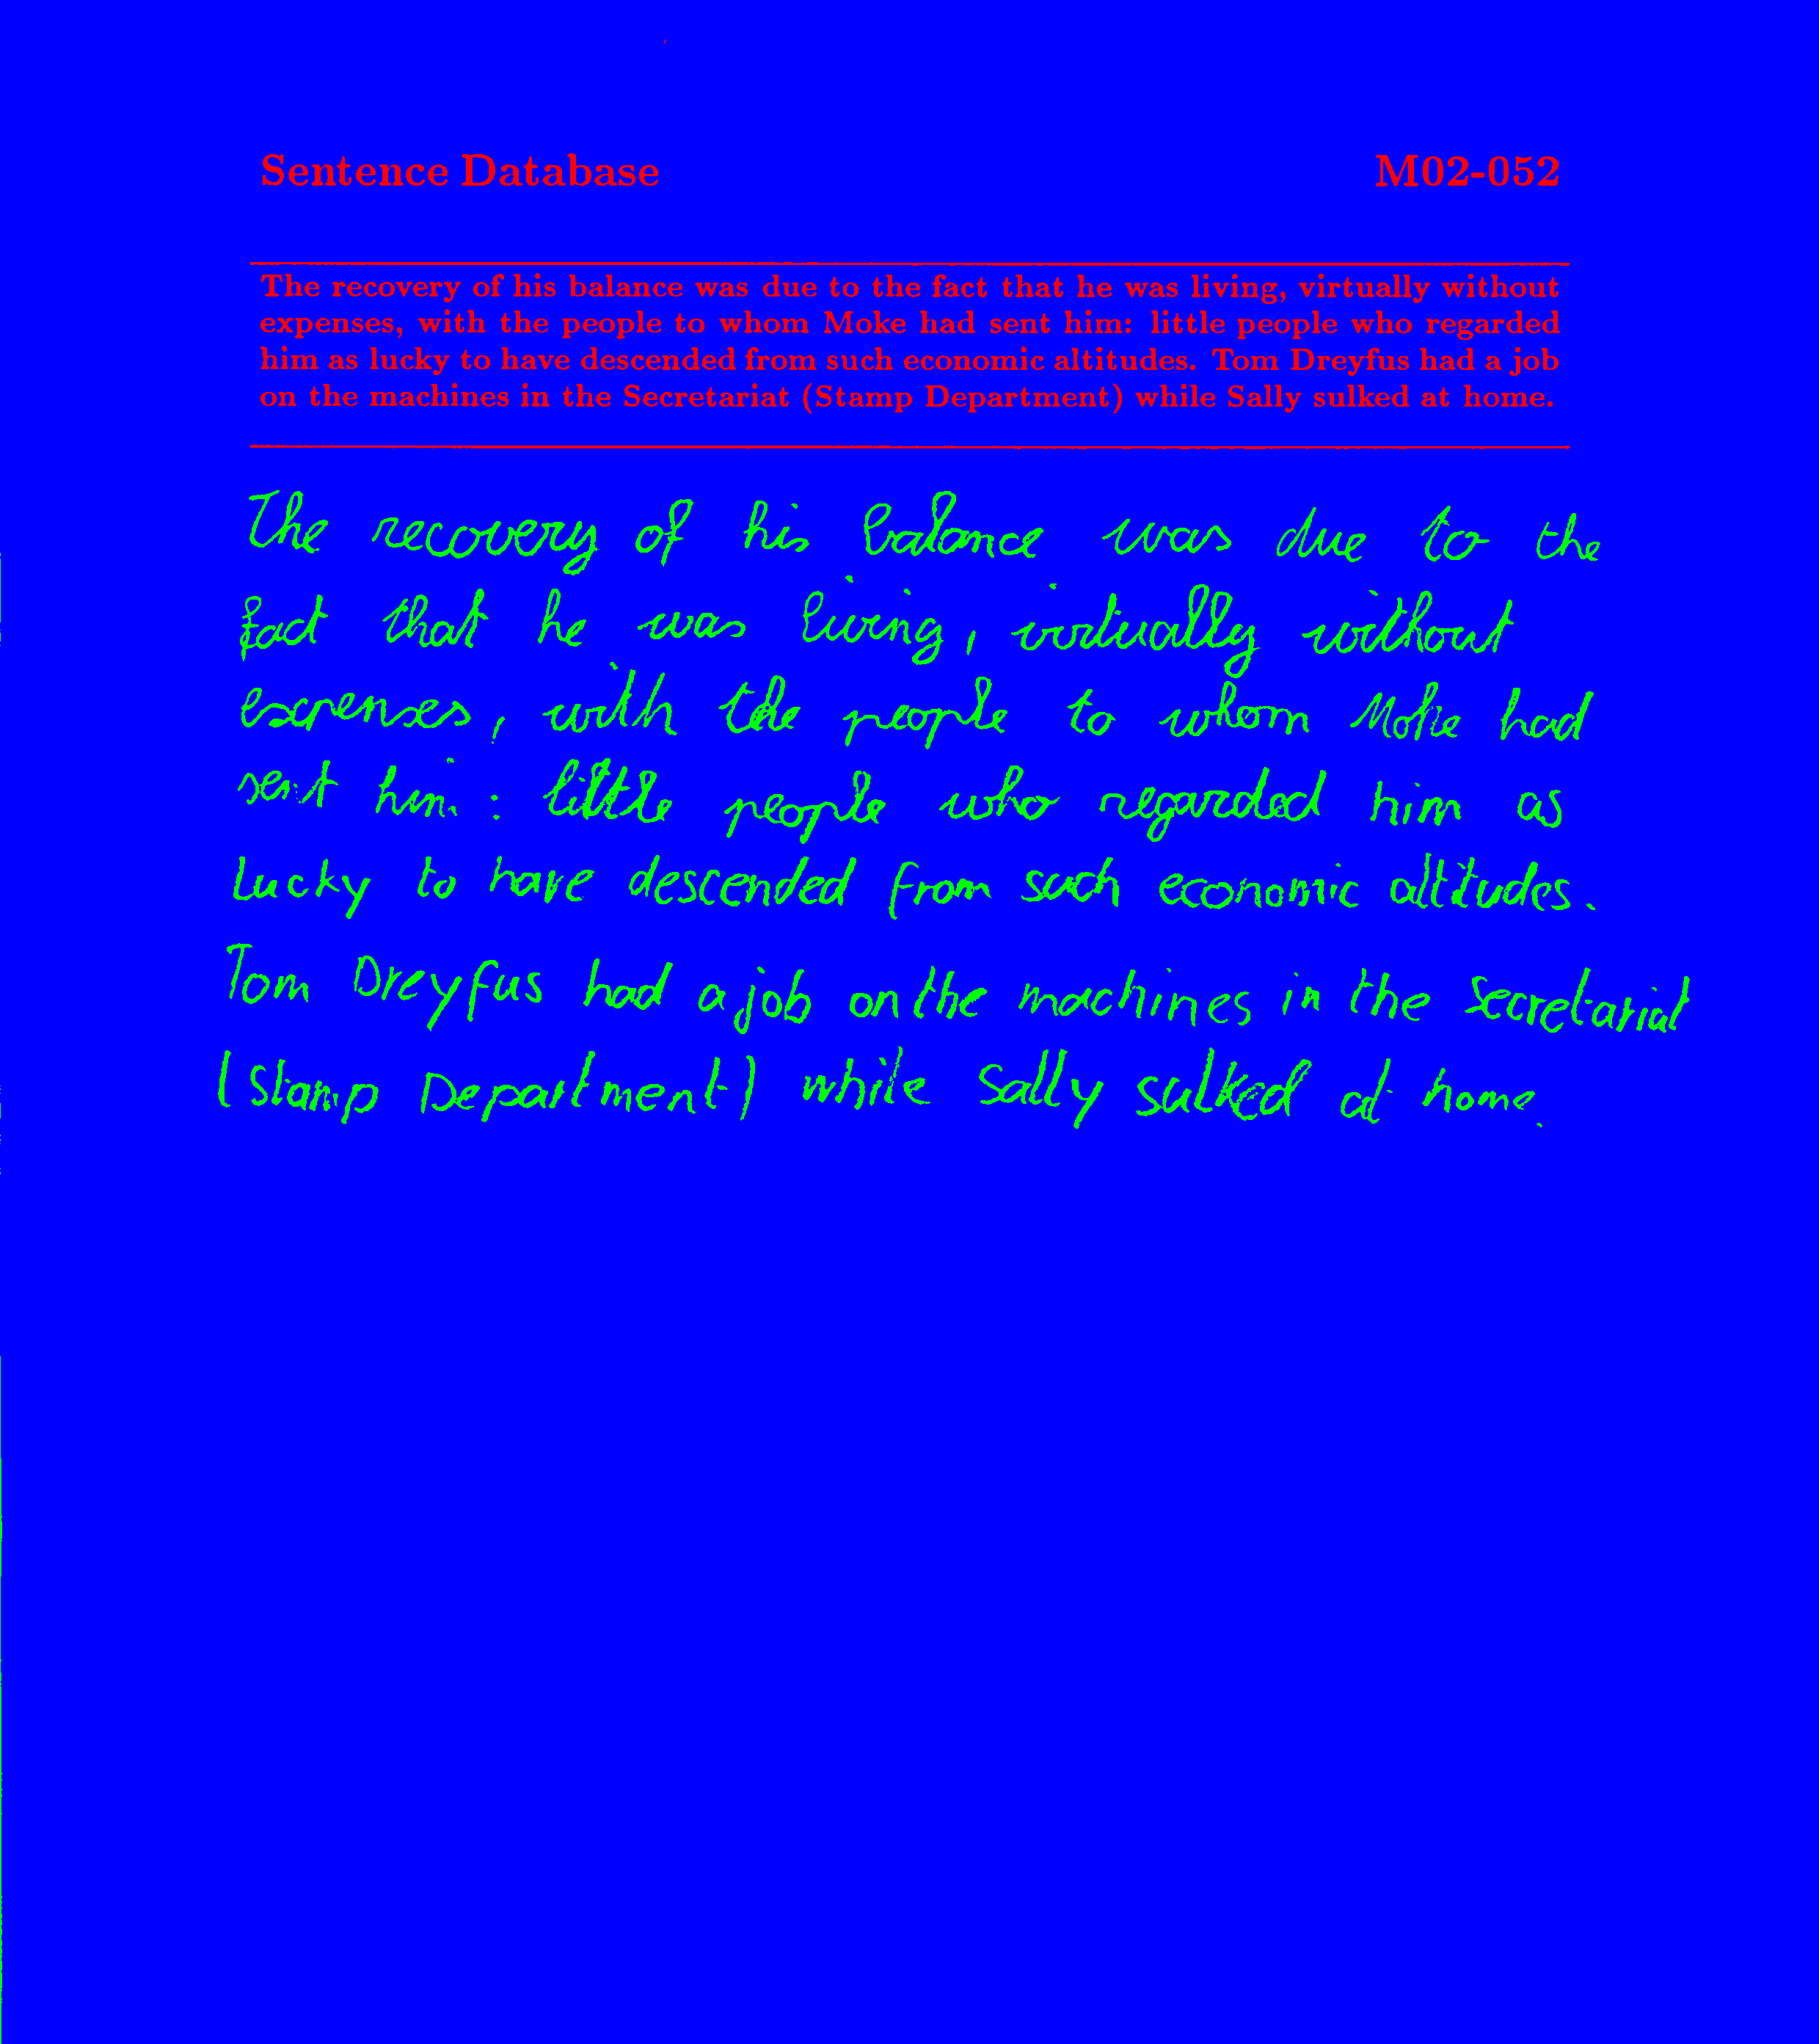 Sentence Database M02-052
The recovery of his balance was due to the fact that he was living, virtually without
expenses, with the people to whom Moke had sent him: little people who regarded
him as lucky to have descended from such economic altitudes. Tom Dreyfus had a job
on the machines in the Secretariat (Stamp Department) while Sally sulked at home.
The recovery of his balance was due to the
fact that he was living, virtually without
expenses, with the people to whom Moke had
sent him: little people who regarded him as
lucky to have descended from such economic altitudes.
Tom Dreyfus had a job on the machines in the Secretariat
(Stamp Department) while Sally sulked at home.